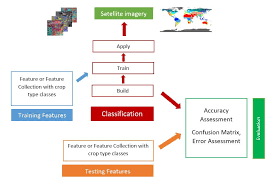 Satellite imagery
Apply
Train
Build
Feature or Feature
Collection with crop
type classes
Training Features
Classification
Accuracy
Assessment
Confusion Matrix,
Error Assessment
Evaluation
Feature or Feature Collection with
crop type classes
Testing Features